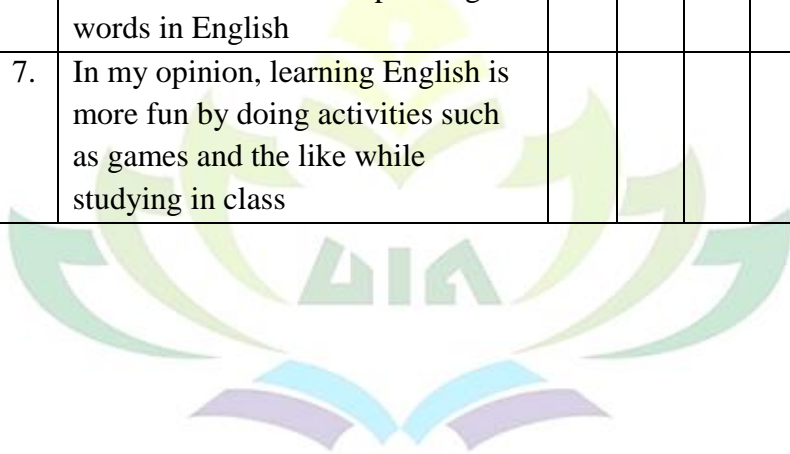 words in English
7. In my opinion, learning English is
more fun by doing activities such
as games and the like while
studying in class
UIN